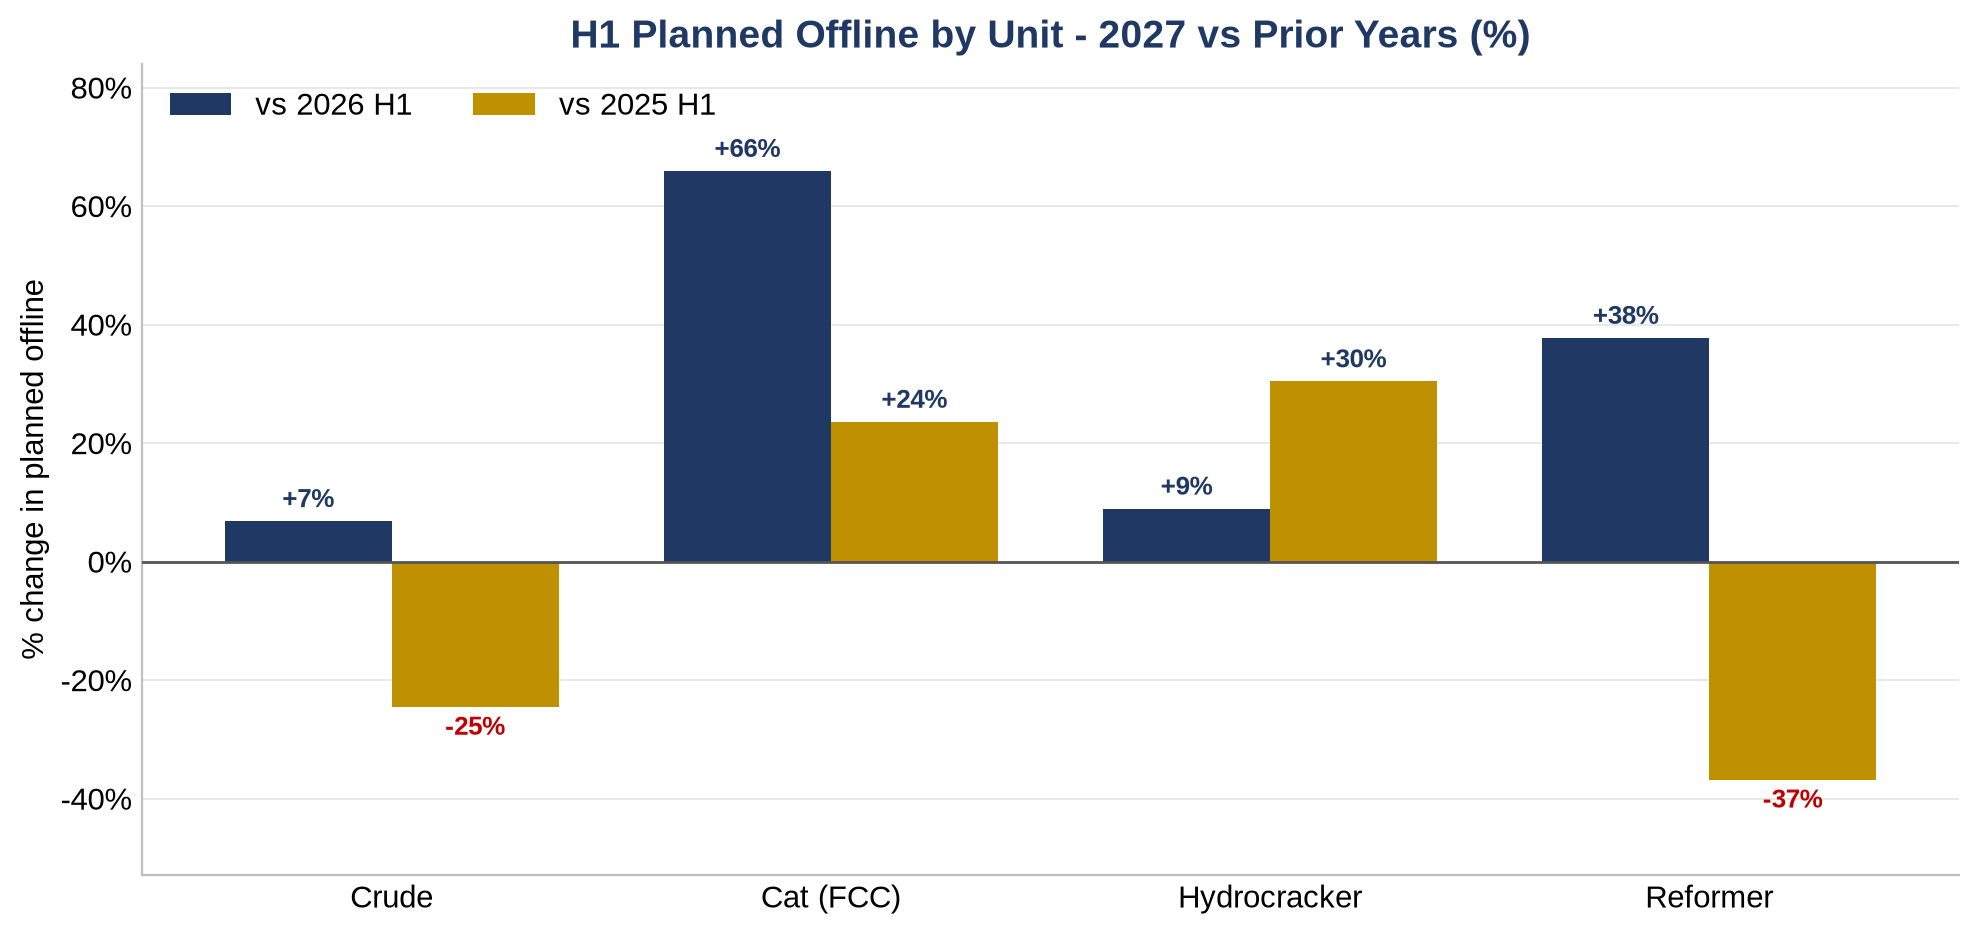 H1 Planned Offline by Unit - 2027 vs Prior Years (%)
vs 2026 H1
vs 2025 H1
% change in planned offline
80%
60%
40%
20%
0%
-20%
-40%
+7%
-25%
+66%
+24%
+9%
+30%
+38%
-37%
Crude
Cat (FCC)
Hydrocracker
Reformer